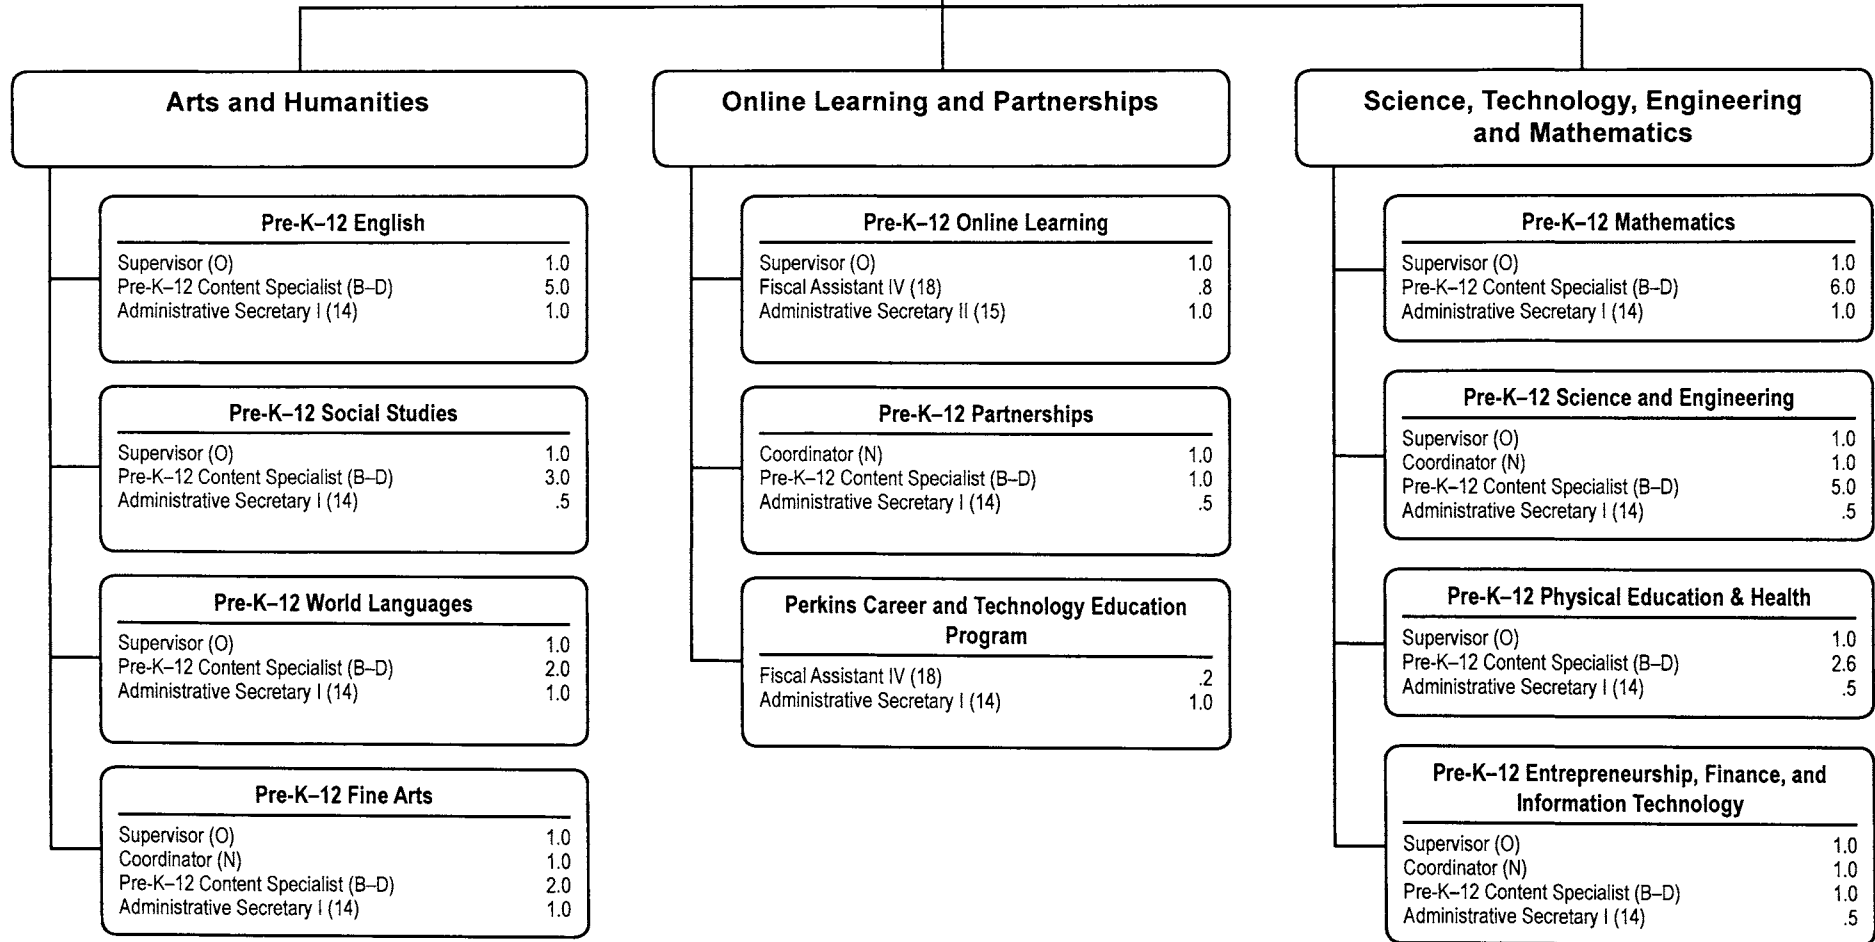 Arts and Humanities
Pre-K–12 English
Supervisor (O) 1.0
Pre-K–12 Content Specialist (B–D) 5.0
Administrative Secretary I (14) 1.0
Pre-K–12 Social Studies
Supervisor (O) 1.0
Pre-K–12 Content Specialist (B–D) 3.0
Administrative Secretary I (14) .5
Pre-K–12 World Languages
Supervisor (O) 1.0
Pre-K–12 Content Specialist (B–D) 2.0
Administrative Secretary I (14) 1.0
Pre-K–12 Fine Arts
Supervisor (O) 1.0
Coordinator (N) 1.0
Pre-K–12 Content Specialist (B–D) 2.0
Administrative Secretary I (14) 1.0
Online Learning and Partnerships
Pre-K–12 Online Learning
Supervisor (O) 1.0
Fiscal Assistant IV (18) .8
Administrative Secretary II (15) 1.0
Pre-K–12 Partnerships
Coordinator (N) 1.0
Pre-K–12 Content Specialist (B–D) 1.0
Administrative Secretary I (14) .5
Perkins Career and Technology Education
Program
Fiscal Assistant IV (18) .2
Administrative Secretary I (14) 1.0
Science, Technology, Engineering
and Mathematics
Pre-K–12 Mathematics
Supervisor (O) 1.0
Pre-K–12 Content Specialist (B–D) 6.0
Administrative Secretary I (14) 1.0
Pre-K–12 Science and Engineering
Supervisor (O) 1.0
Coordinator (N) 1.0
Pre-K–12 Content Specialist (B–D) 5.0
Administrative Secretary I (14) .5
Pre-K–12 Physical Education & Health
Supervisor (O) 1.0
Pre-K–12 Content Specialist (B–D) 2.6
Administrative Secretary I (14) .5
Pre-K–12 Entrepreneurship, Finance, and
Information Technology
Supervisor (O) 1.0
Coordinator (N) 1.0
Pre-K–12 Content Specialist (B–D) 1.0
Administrative Secretary I (14) .5